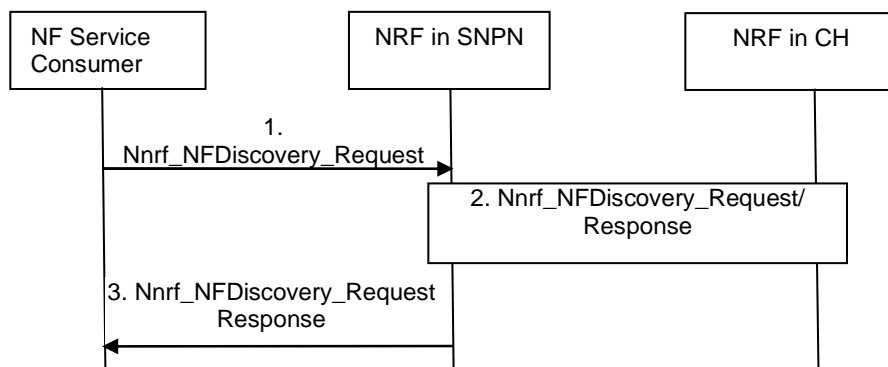 NF Service
Consumer
NRF in SNPN
NRF in CH
1.
Nnrf_NFDiscovery_Request
2. Nnrf_NFDiscovery_Request/
Response
3. Nnrf_NFDiscovery_Request
Response